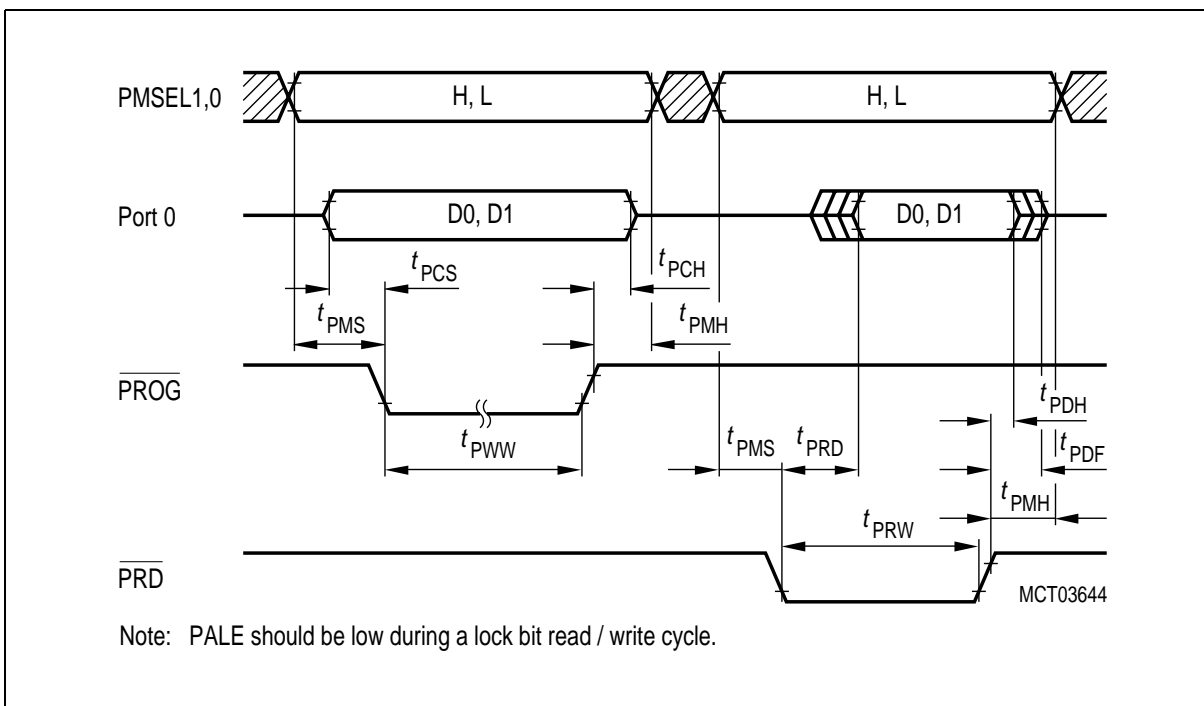 PMSEL1,0 H, L H, L
Port 0 D0, D1 D0, D1
tPCS tPCH
tPMS tPMH
PROG
tPDH
tPWW tPMS tPRD tPDF
tPMH
tPRW
PRD
MCT03644
Note: PALE should be low during a lock bit read / write cycle.